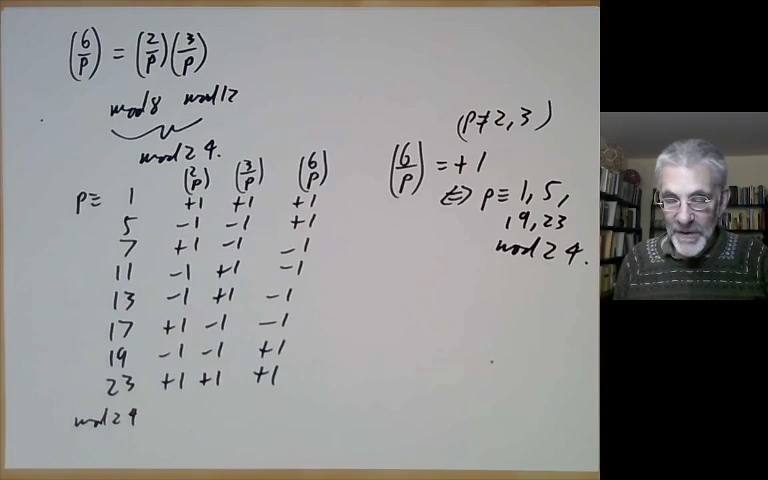 (6/p) = (2/p)(3/p)
mod 8 mod 12
mod 24.
(2/p) (3/p) (6/p)
p≡ 1 +1 +1 +1
5 -1 -1 +1
7 +1 -1 -1
11 -1 +1 -1
13 -1 +1 -1
17 +1 -1 -1
19 -1 -1 +1
23 +1 +1 +1
mod 24
(p≠2,3)
(6/p) = +1
⇔ p≡1,5,
19,23
mod 24.